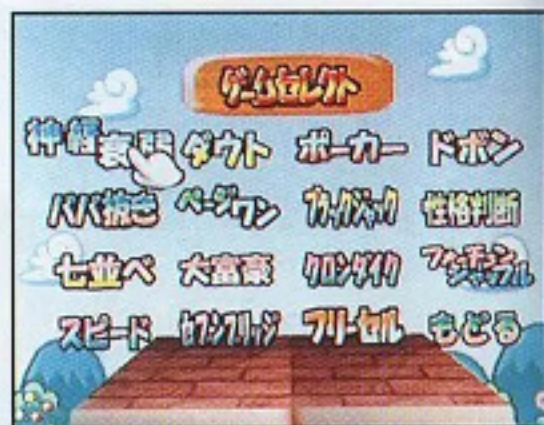 ゲームセレクト
神経衰弱 ダウト ポーカー ドボン
ババ抜き ページワン ブラックジャック 性格判断
七並べ 大富豪 クロンダイク フォーチュンシャッフル
スピード セブンブリッジ フリーセル もどる